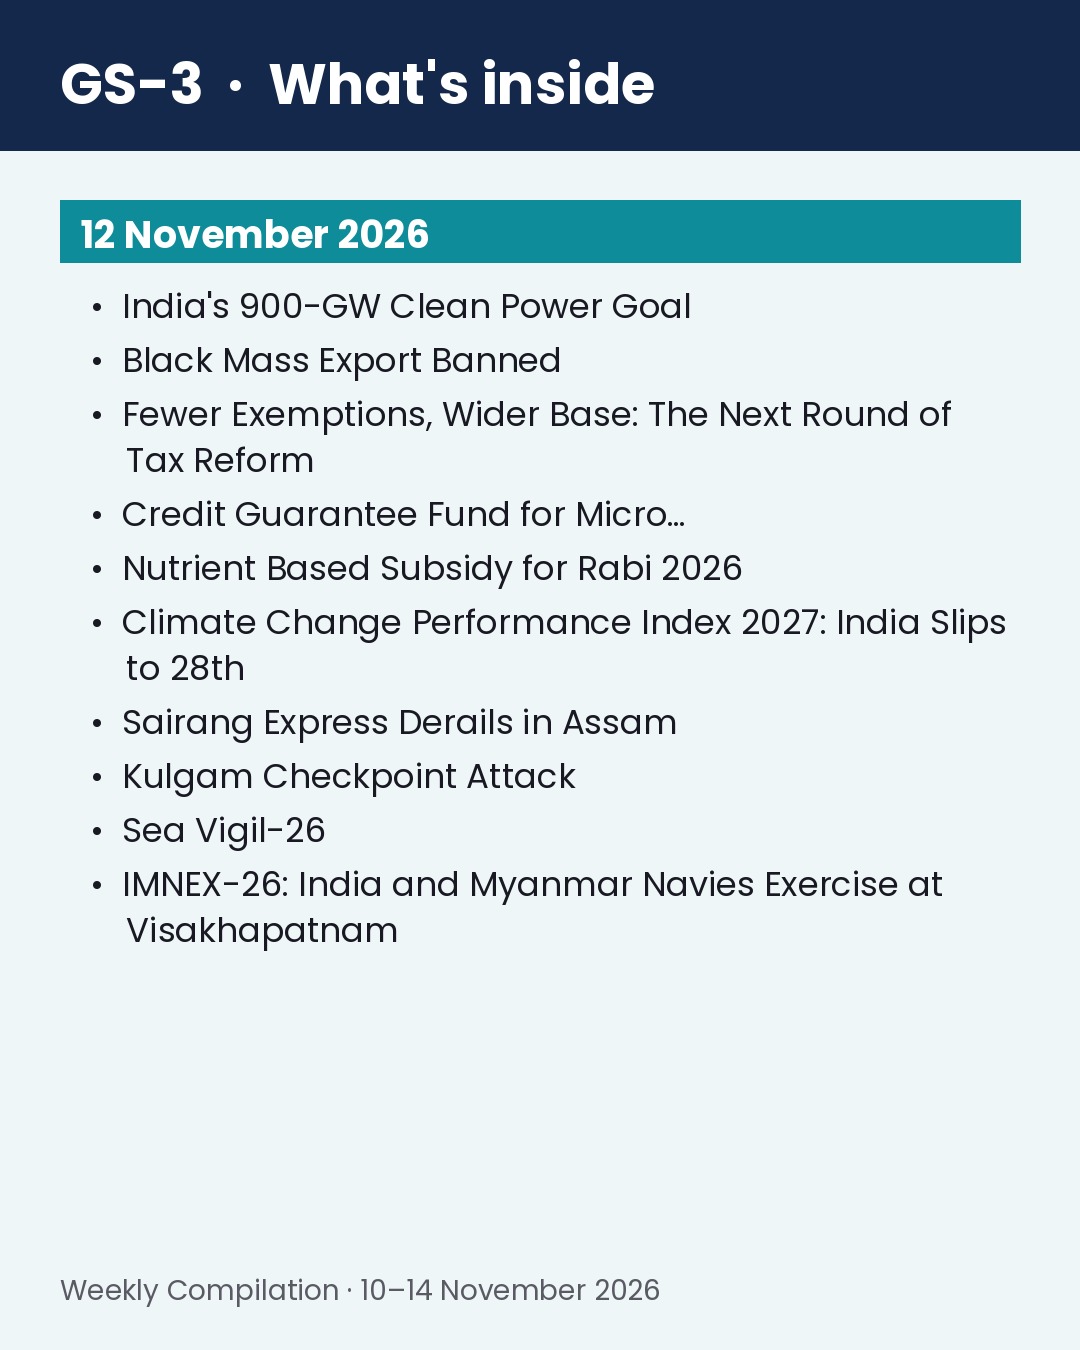 GS-3 · What's inside
12 November 2026
• India's 900-GW Clean Power Goal
• Black Mass Export Banned
• Fewer Exemptions, Wider Base: The Next Round of
Tax Reform
• Credit Guarantee Fund for Micro…
• Nutrient Based Subsidy for Rabi 2026
• Climate Change Performance Index 2027: India Slips
to 28th
• Sairang Express Derails in Assam
• Kulgam Checkpoint Attack
• Sea Vigil-26
• IMNEX-26: India and Myanmar Navies Exercise at
Visakhapatnam
Weekly Compilation · 10–14 November 2026